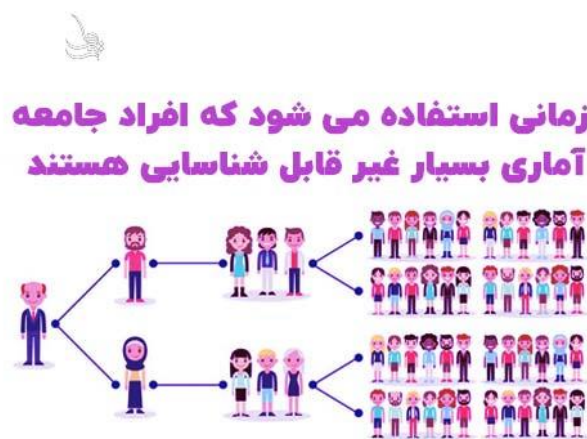 زمانی استفاده می شود که افراد جامعه
آماری بسیار غیر قابل شناسایی هستند